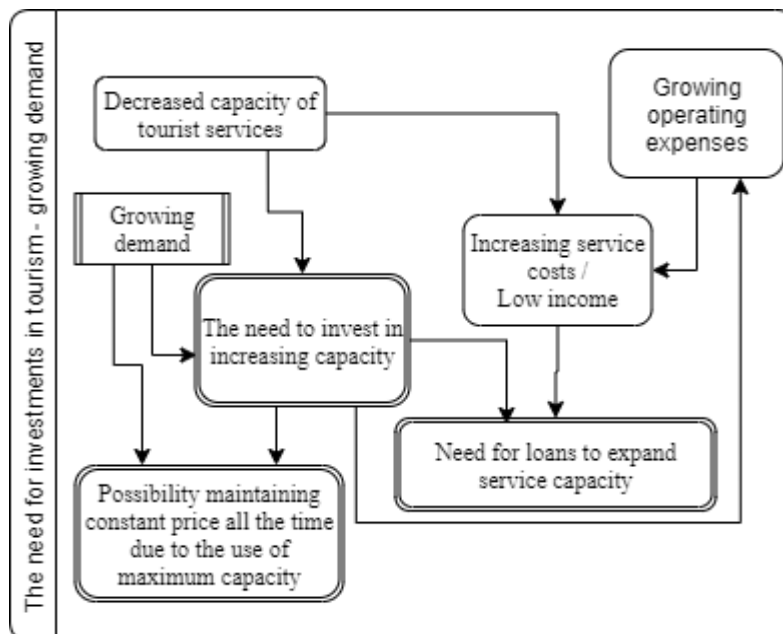 The need for investments in tourism - growing demand
Decreased capacity of
tourist services
Growing
operating
expenses
Growing
demand
Increasing service
costs /
Low income
The need to invest in
increasing capacity
Need for loans to expand
service capacity
Possibility maintaining
constant price all the time
due to the use of
maximum capacity